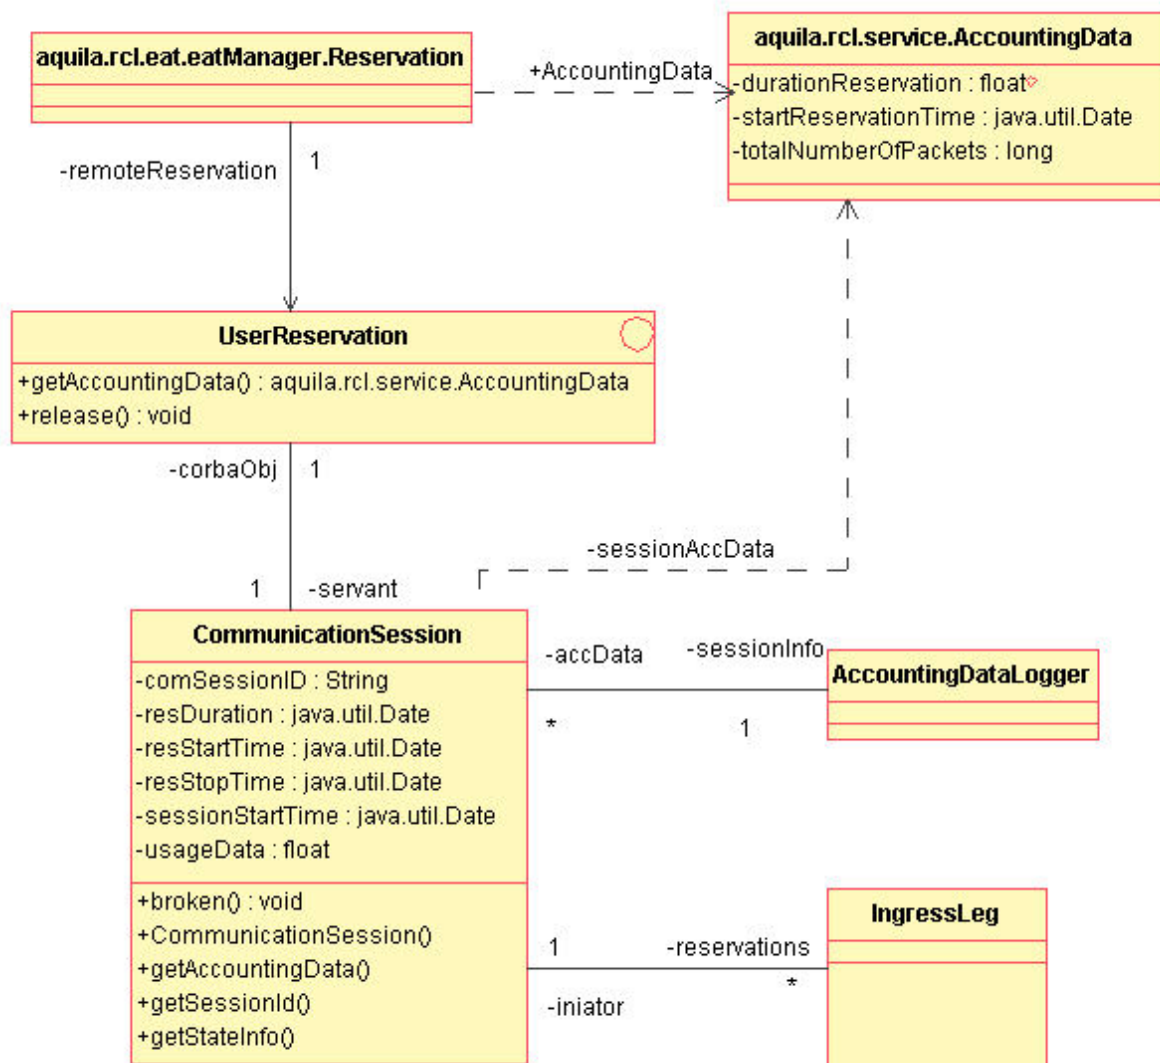 aquila.rcl.eat.eatManager.Reservation
+AccountingData
aquila.rcl.service.AccountingData
-durationReservation : float
-startReservationTime : java.util.Date
-totalNumberOfPackets : long
-remoteReservation
1
UserReservation
+getAccountingData() : aquila.rcl.service.AccountingData
+release() : void
-corbaObj
1
-sessionAccData
1
-servant
CommunicationSession
-comSessionID : String
-resDuration : java.util.Date
-resStartTime : java.util.Date
-resStopTime : java.util.Date
-sessionStartTime : java.util.Date
-usageData : float
+broken() : void
+CommunicationSession()
+getAccountingData()
+getSessionId()
+getStateInfo()
-accData
-sessionInfo
*
1
AccountingDataLogger
1
-reservations
-iniator
*
IngressLeg